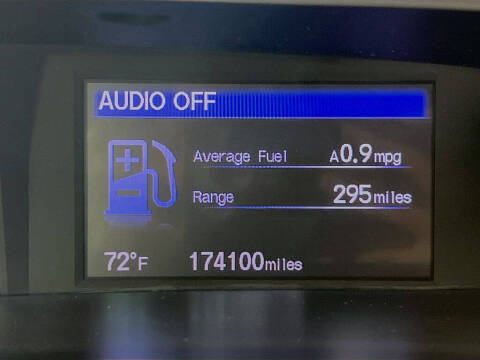 AUDIO OFF
Average Fuel A0.9mpg
Range 295miles
72°F 174100miles